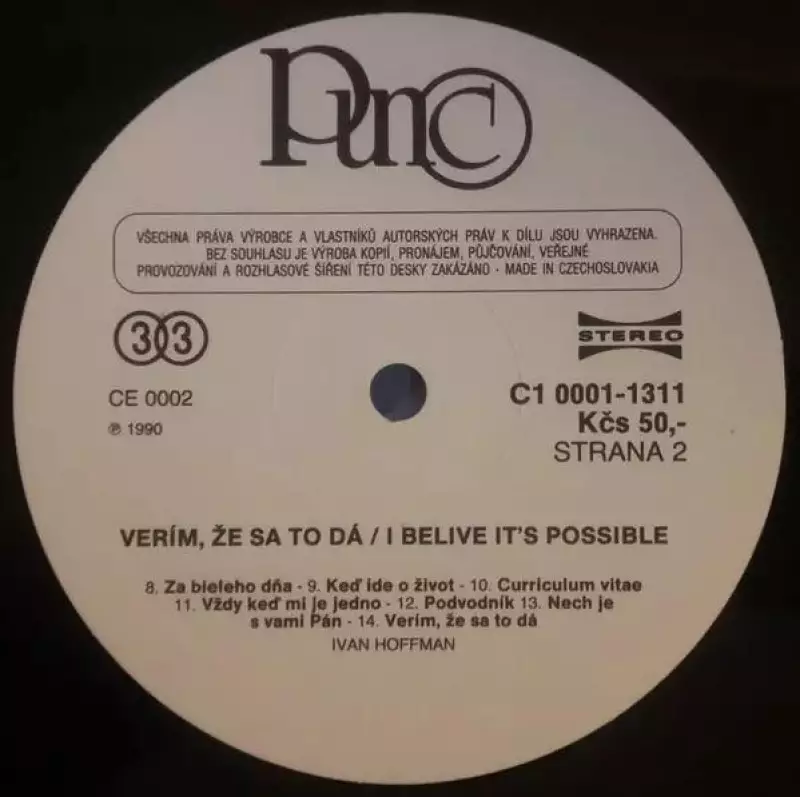 Punc
VŠECHNA PRÁVA VÝROBCE A VLASTNÍKŮ AUTORSKÝCH PRÁV K DÍLU JSOU VYHRAZENA.
BEZ SOUHLASU JE VÝROBA KOPIÍ, PRONÁJEM, PŮJČOVÁNÍ, VEŘEJNÉ
PROVOZOVÁNÍ A ROZHLASOVÉ ŠÍŘENÍ TÉTO DESKY ZAKÁZÁNO · MADE IN CZECHOSLOVAKIA
33
STEREO
CE 0002
C1 0001-1311
℗ 1990
Kčs 50,-
STRANA 2
VERÍM, ŽE SA TO DÁ / I BELIVE IT'S POSSIBLE
8. Za bieleho dňa - 9. Keď ide o život - 10. Curriculum vitae
11. Vždy keď mi je jedno - 12. Podvodník 13. Nech je
s vami Pán - 14. Verím, že sa to dá
IVAN HOFFMAN